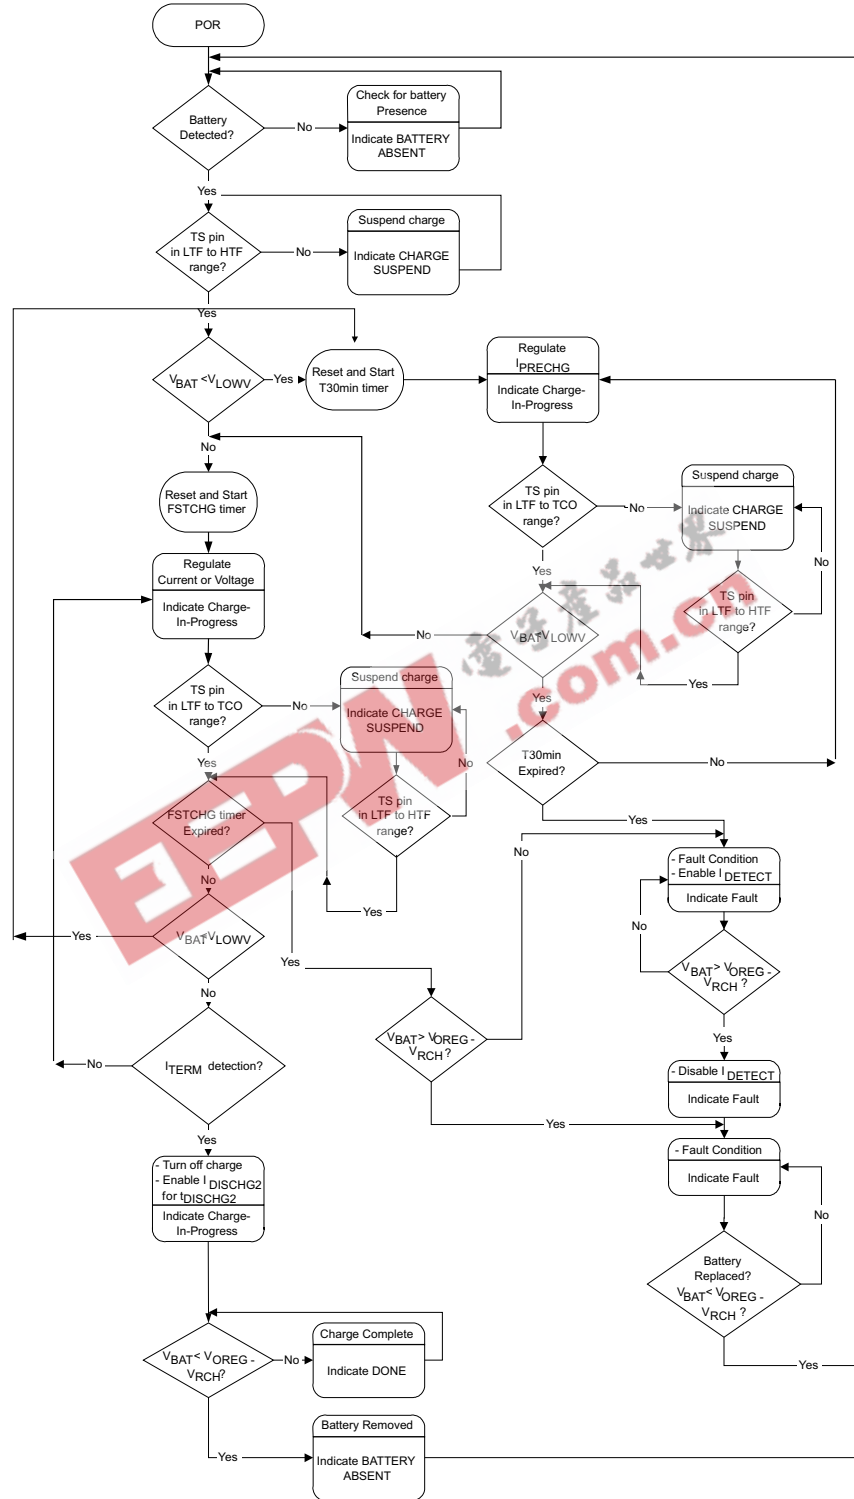 POR
Battery
Detected?
No
Check for battery
Presence
Indicate BATTERY
ABSENT
Yes
TS pin
in LTF to HTF
range?
No
Suspend charge
Indicate CHARGE
SUSPEND
Yes
VBAT <VLOWV
Yes
Reset and Start
T30min timer
Regulate
IPRECHG
Indicate Charge-
In-Progress
No
Reset and Start
FSTCHG timer
TS pin
in LTF to TCO
range?
No
Suspend charge
Indicate CHARGE
SUSPEND
Regulate
Current or Voltage
Indicate Charge-
In-Progress
Yes
TS pin
in LTF to HTF
range?
No
Yes
VBAT<VLOWV
No
Yes
TS pin
in LTF to TCO
range?
No
Suspend charge
Indicate CHARGE
SUSPEND
Yes
T30min
Expired?
No
Yes
TS pin
in LTF to HTF
range?
No
Yes
FSTCHG timer
Expired?
Yes
No
VBAT<VLOWV
Yes
No
- Fault Condition
- Enable IDETECT
Indicate Fault
No
VBAT> VOREG -
VRCH ?
Yes
VBAT> VOREG -
VRCH ?
No
Yes
- Disable IDETECT
Indicate Fault
ITERM detection?
No
Yes
- Fault Condition
Indicate Fault
No
- Turn off charge
- Enable IDISCHG2
for tDISCHG2
Indicate Charge-
In-Progress
Battery
Replaced?
VBAT< VOREG -
VRCH ?
Yes
VBAT< VOREG -
VRCH?
No
Charge Complete
Indicate DONE
Yes
Battery Removed
Indicate BATTERY
ABSENT
EEPW.com.cn
電子產品世界